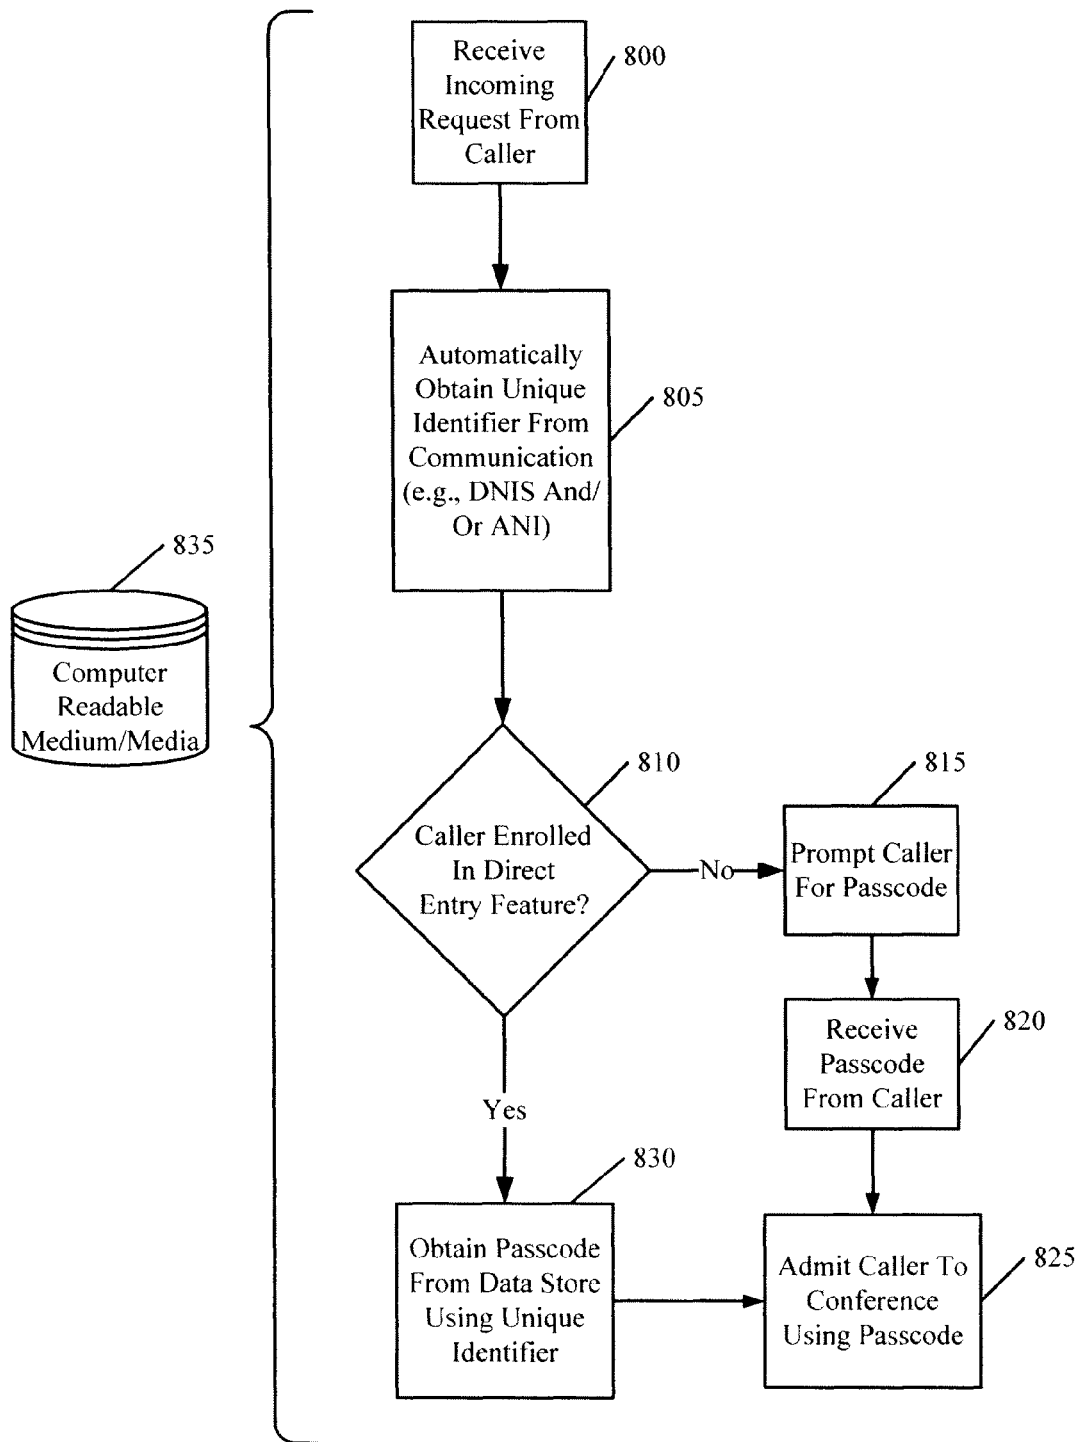 Receive
Incoming
Request From
Caller
800
Automatically
Obtain Unique
Identifier From
Communication
(e.g., DNIS And/
Or ANI)
805
835
Computer
Readable
Medium/Media
810
Caller Enrolled
In Direct
Entry Feature?
No
815
Prompt Caller
For Passcode
820
Receive
Passcode
From Caller
Yes
830
Obtain Passcode
From Data Store
Using Unique
Identifier
825
Admit Caller To
Conference
Using Passcode